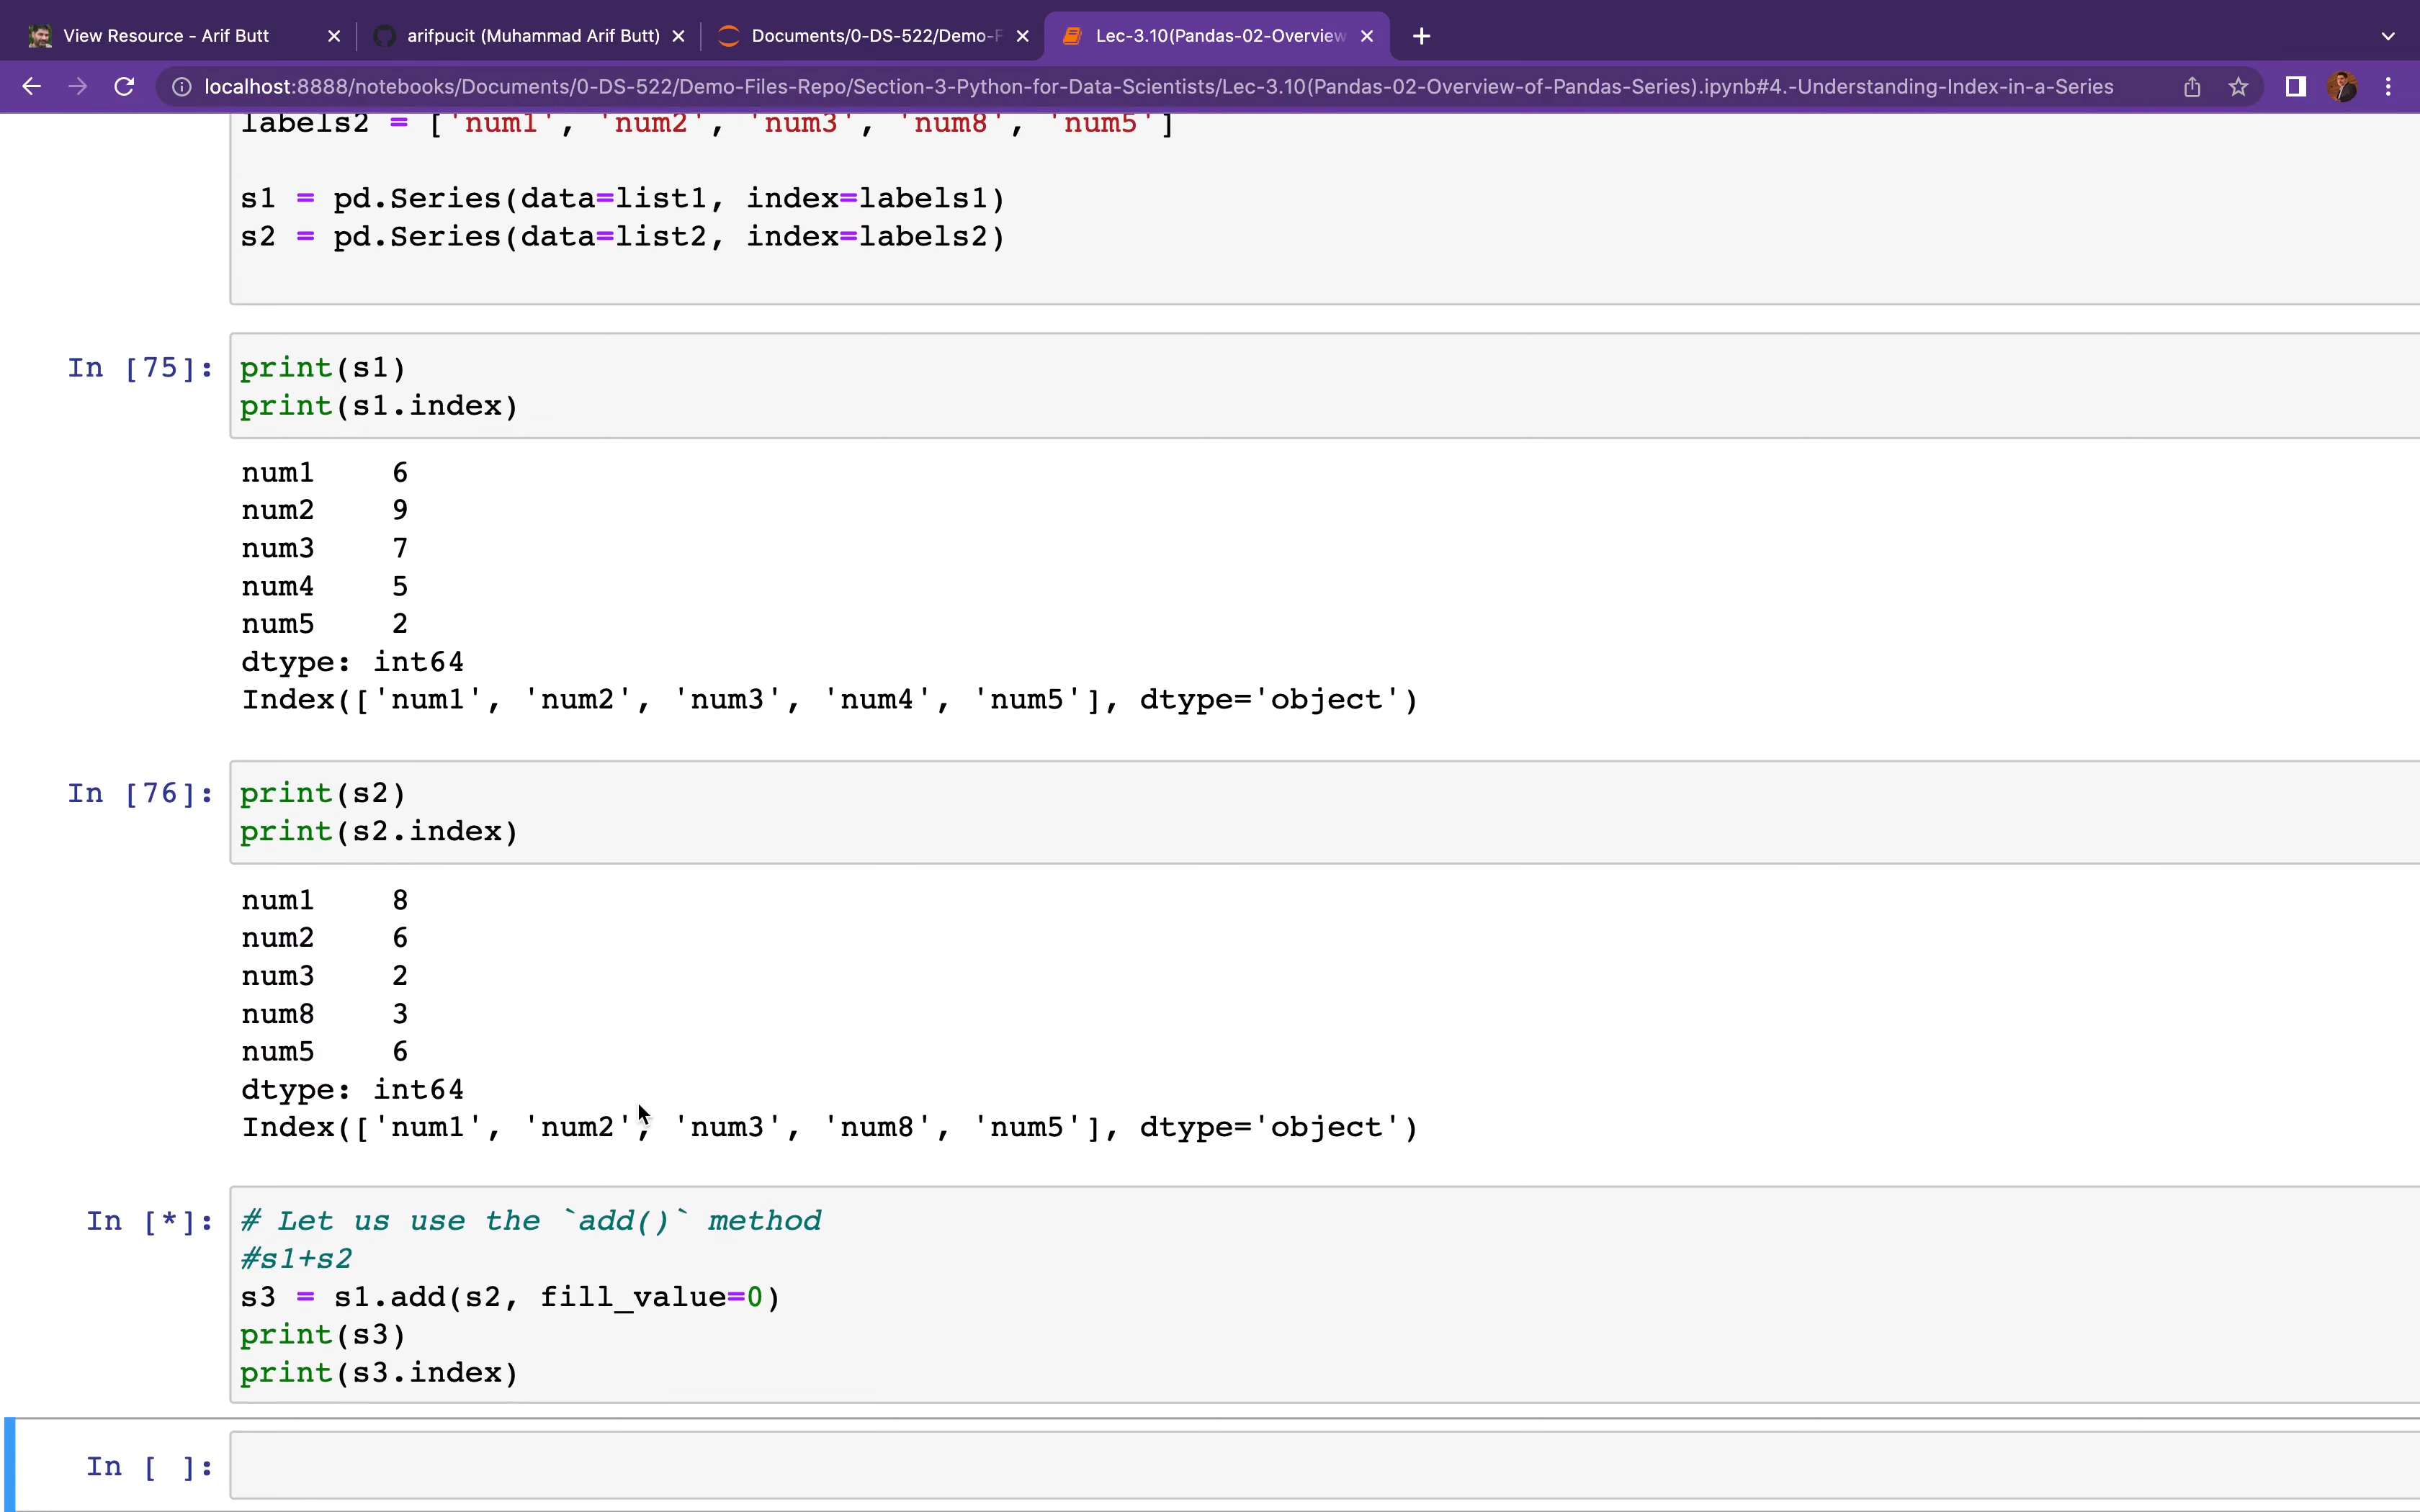 View Resource - Arif Butt
arifpucit (Muhammad Arif Butt)
Documents/0-DS-522/Demo-F
Lec-3.10(Pandas-02-Overview
localhost:8888/notebooks/Documents/0-DS-522/Demo-Files-Repo/Section-3-Python-for-Data-Scientists/Lec-3.10(Pandas-02-Overview-of-Pandas-Series).ipynb#4.-Understanding-Index-in-a-Series
labels2 = ['num1', 'num2', 'num3', 'num8', 'num5']
s1 = pd.Series(data=list1, index=labels1)
s2 = pd.Series(data=list2, index=labels2)
In [75]: print(s1)
print(s1.index)
num1 6
num2 9
num3 7
num4 5
num5 2
dtype: int64
Index(['num1', 'num2', 'num3', 'num4', 'num5'], dtype='object')
In [76]: print(s2)
print(s2.index)
num1 8
num2 6
num3 2
num8 3
num5 6
dtype: int64
Index(['num1', 'num2', 'num3', 'num8', 'num5'], dtype='object')
In [*]: # Let us use the `add()` method
#s1+s2
s3 = s1.add(s2, fill_value=0)
print(s3)
print(s3.index)
In [ ]: